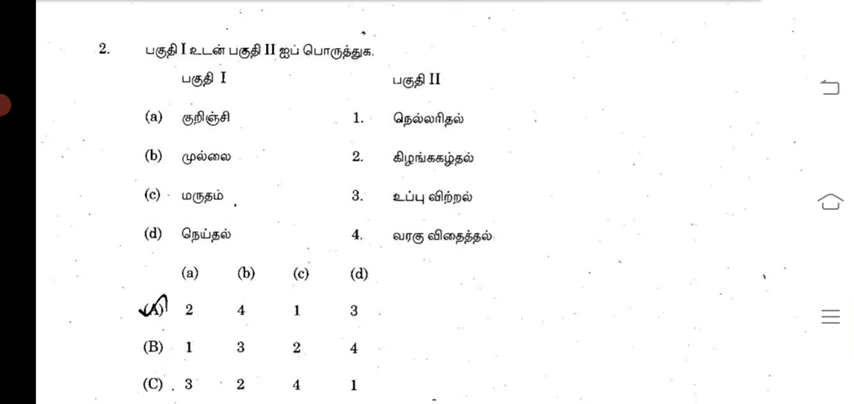 2. பகுதி I உடன் பகுதி II ஐப் பொருத்துக.
பகுதி I பகுதி II
(a) குறிஞ்சி 1. நெல்லரிதல்
(b) முல்லை 2. கிழங்ககழ்தல்
(c) மருதம் 3. உப்பு விற்றல்
(d) நெய்தல் 4. வரகு விதைத்தல்
(a) (b) (c) (d)
(A) 2 4 1 3
(B) 1 3 2 4
(C) 3 2 4 1